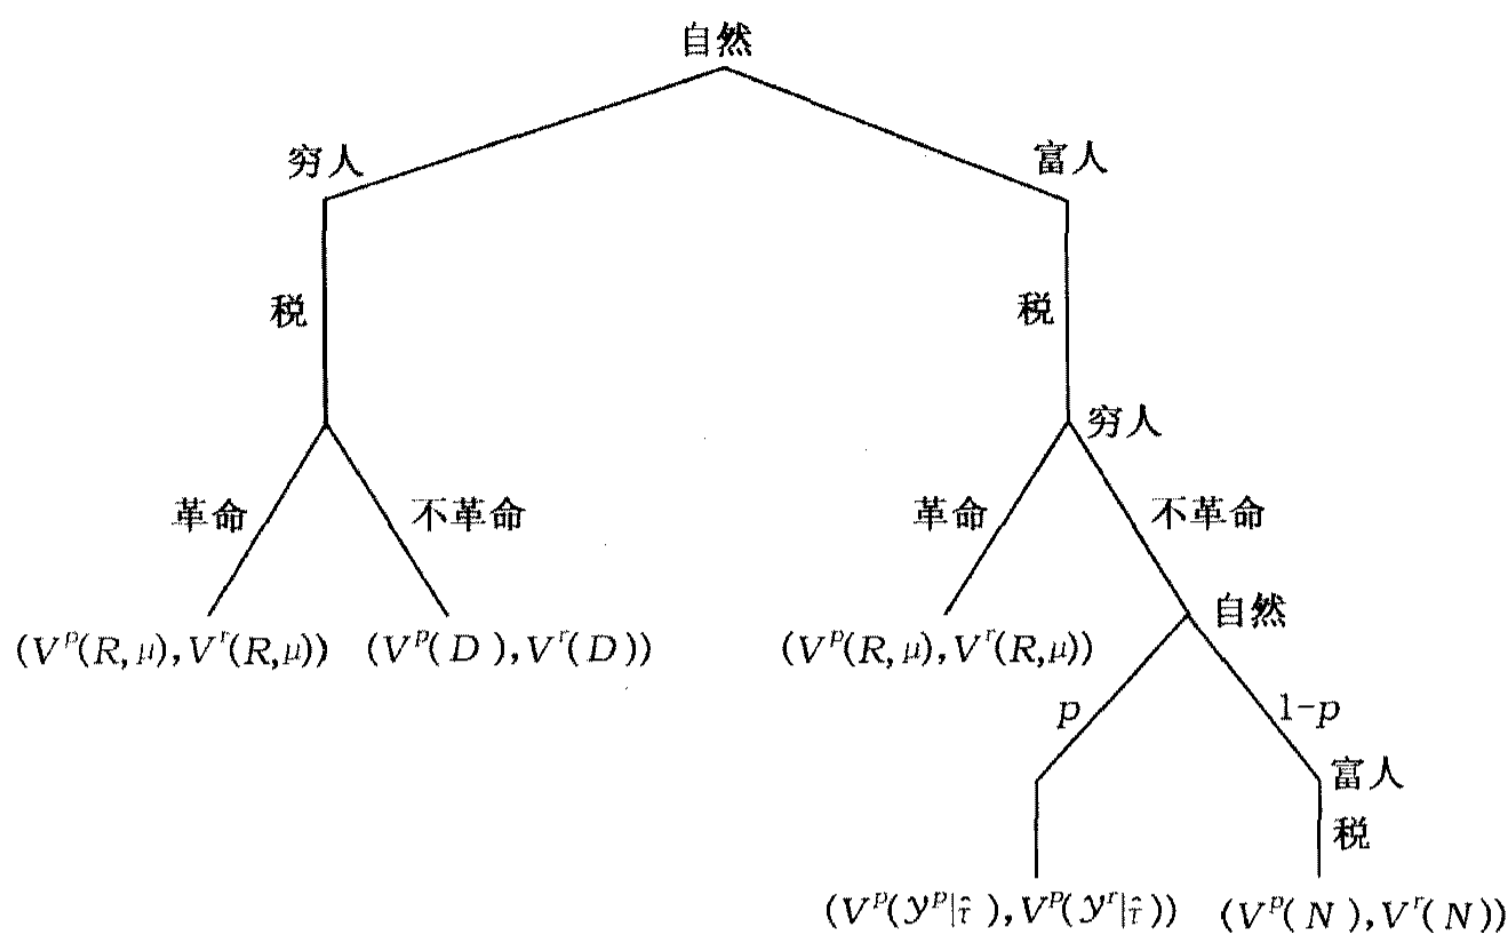 自然
穷人 富人
税 税
穷人
革命 不革命 革命 不革命
自然
(V^p(R,μ),V^r(R,μ)) (V^p(D),V^r(D)) (V^p(R,μ),V^r(R,μ))
p 1-p
富人
税
(V^p(y^p|τ̂),V^p(y^r|τ̂)) (V^p(N),V^r(N))